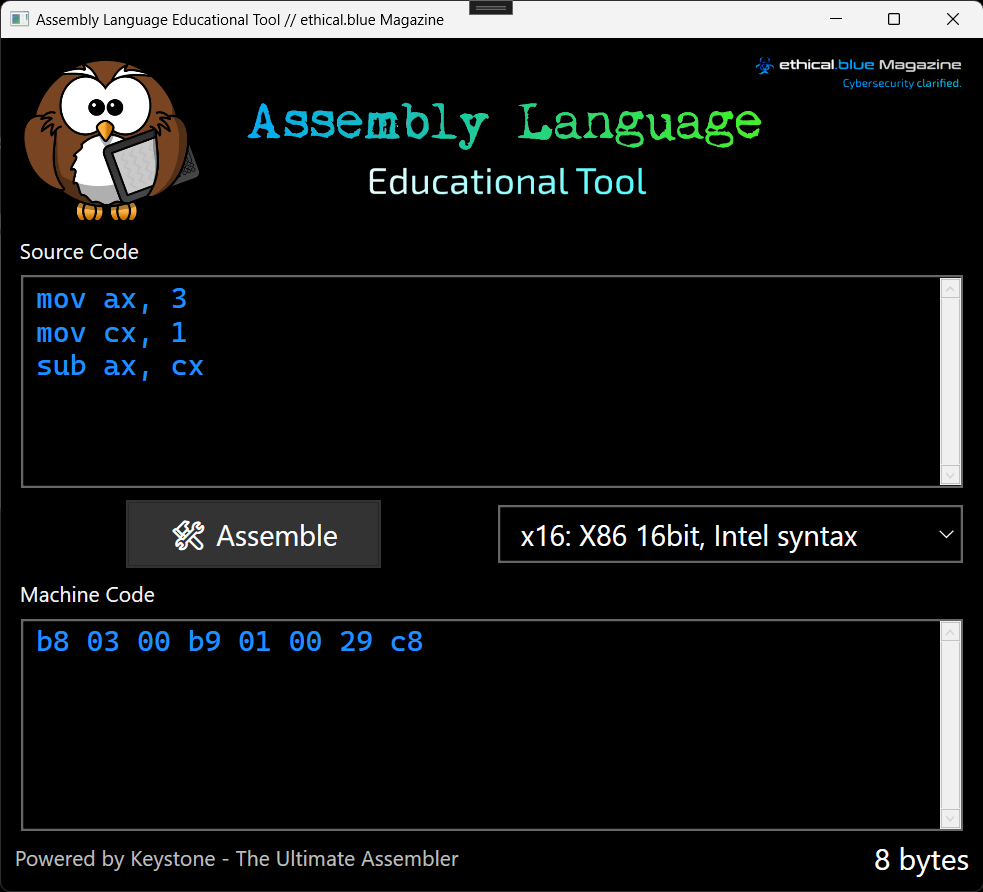 Assembly Language Educational Tool // ethical.blue Magazine
ethical.blue Magazine
Cybersecurity clarified.
Assembly Language
Educational Tool
Source Code
mov ax, 3
mov cx, 1
sub ax, cx
Assemble
x16: X86 16bit, Intel syntax
Machine Code
b8 03 00 b9 01 00 29 c8
Powered by Keystone - The Ultimate Assembler
8 bytes